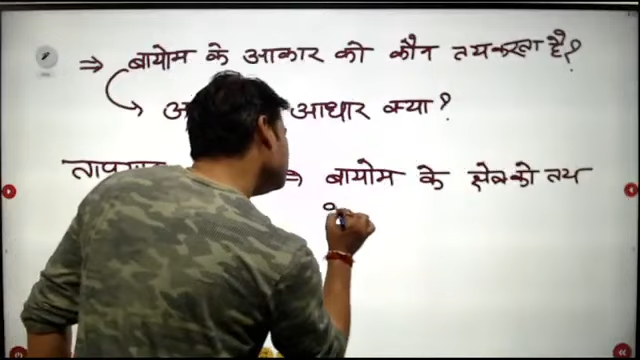 ⇒ बायोम के आकार को कौन तय करता है?
→ आधार क्या?
⇒ बायोम के क्षेत्र को तय